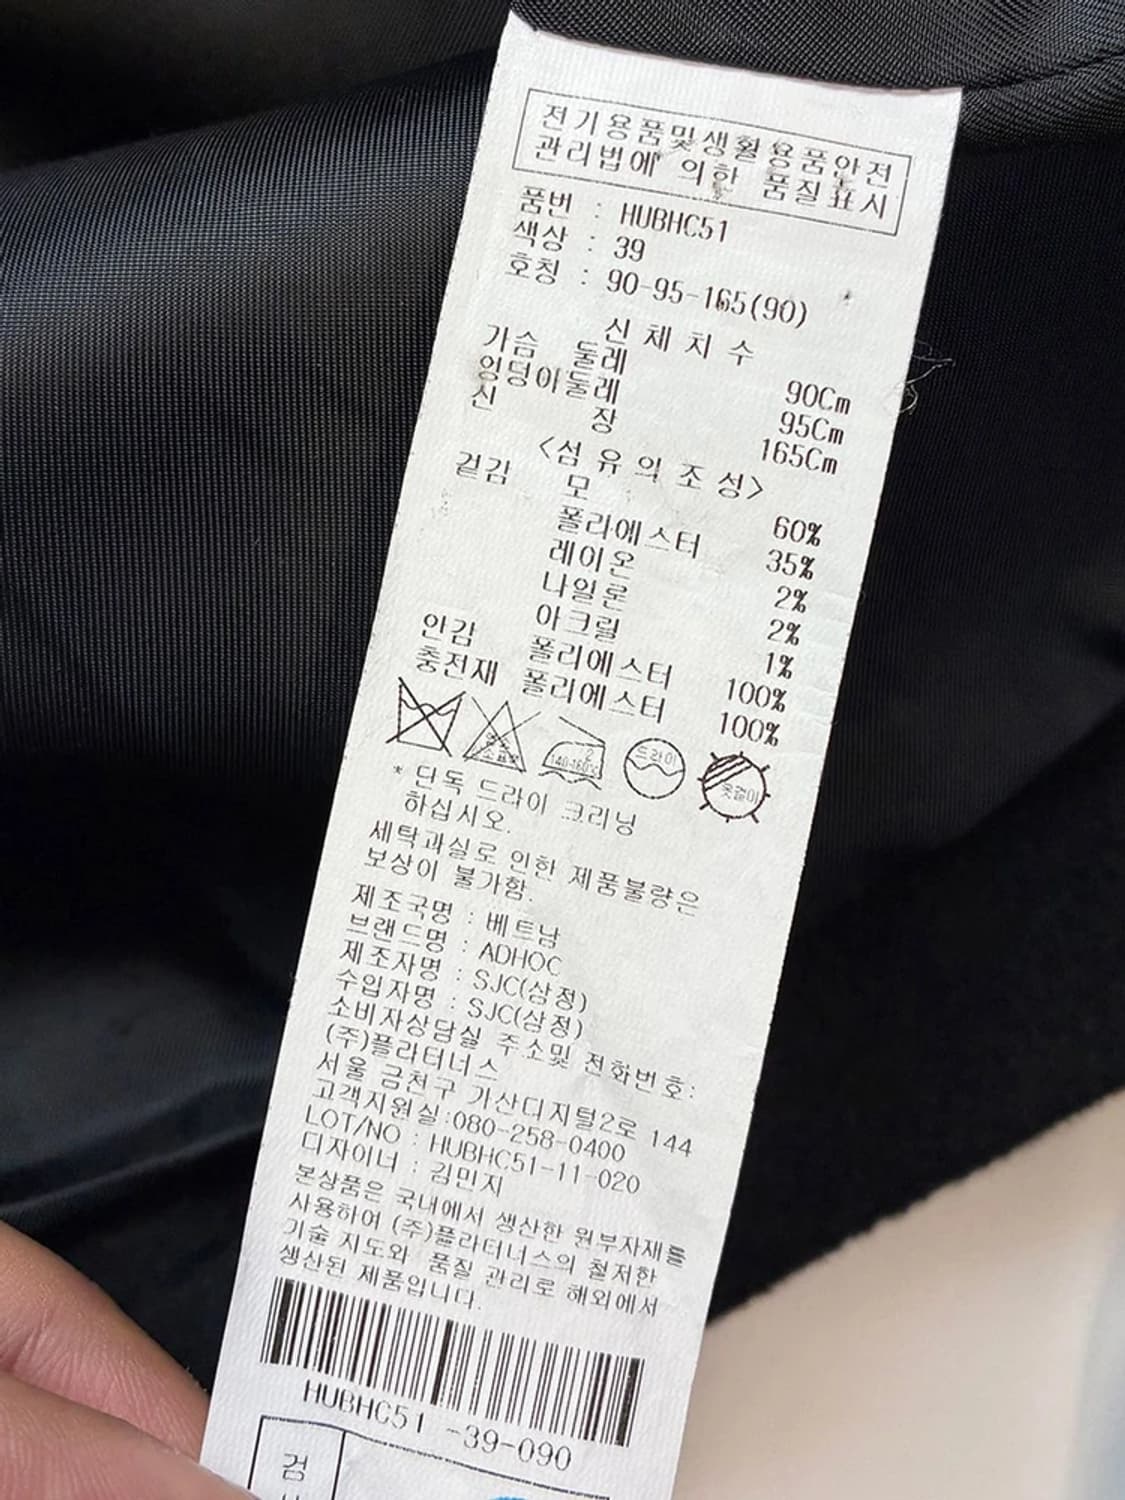 전기용품및생활용품안전
관리법에 의한 품질표시
품번 : HUBHC51
색상 : 39
호칭 : 90-95-165(90)
신 체 치 수
가슴 둘레 90Cm
엉덩이둘레 95Cm
신 장 165Cm
<섬 유 의 조 성>
겉감 모 60%
폴리에스터 35%
레이온 2%
나일론 2%
아크릴 1%
안감 폴리에스터 100%
충전재 폴리에스터 100%
140-160℃ 드라이 옷걸이
* 단독 드라이 크리닝
하십시오.
세탁과실로 인한 제품불량은
보상이 불가함.
제조국명 : 베트남
브랜드명 : ADHOC
제조자명 : SJC(삼정)
수입자명 : SJC(삼정)
소비자상담실 주소및 전화번호:
(주)플라터너스
서울 금천구 가산디지털2로 144
고객지원실:080-258-0400
LOT/NO : HUBHC51-11-020
디자이너 : 김민지
본상품은 국내에서 생산한 원부자재를
사용하여 (주)플라터너스의 철저한
기술 지도와 품질 관리로 해외에서
생산된 제품입니다.
HUBHC51 -39-090
검